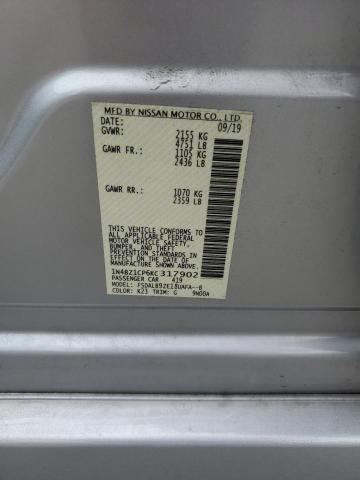 MFD BY NISSAN MOTOR CO., LTD.
DATE: 09/19
GVWR: 2155 KG
4751 LB
GAWR FR: 1105 KG
2436 LB
GAWR RR: 1070 KG
2359 LB
THIS VEHICLE CONFORMS TO ALL
APPLICABLE FEDERAL
MOTOR VEHICLE SAFETY,
BUMPER, AND THEFT
PREVENTION STANDARDS
IN EFFECT ON THE DATE OF
MANUFACTURE SHOWN ABOVE.
1N4BZ1CP6KC317902
PASSENGER CAR 419
MODEL: FSDALB9ZE18UAFA--B
COLOR: K23 TRIM: G 9N00A